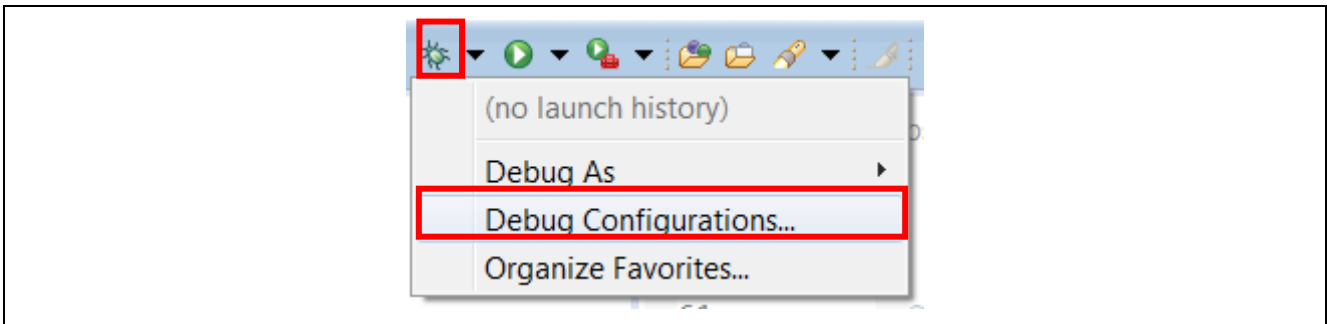 (no launch history)
Debug As
Debug Configurations...
Organize Favorites...